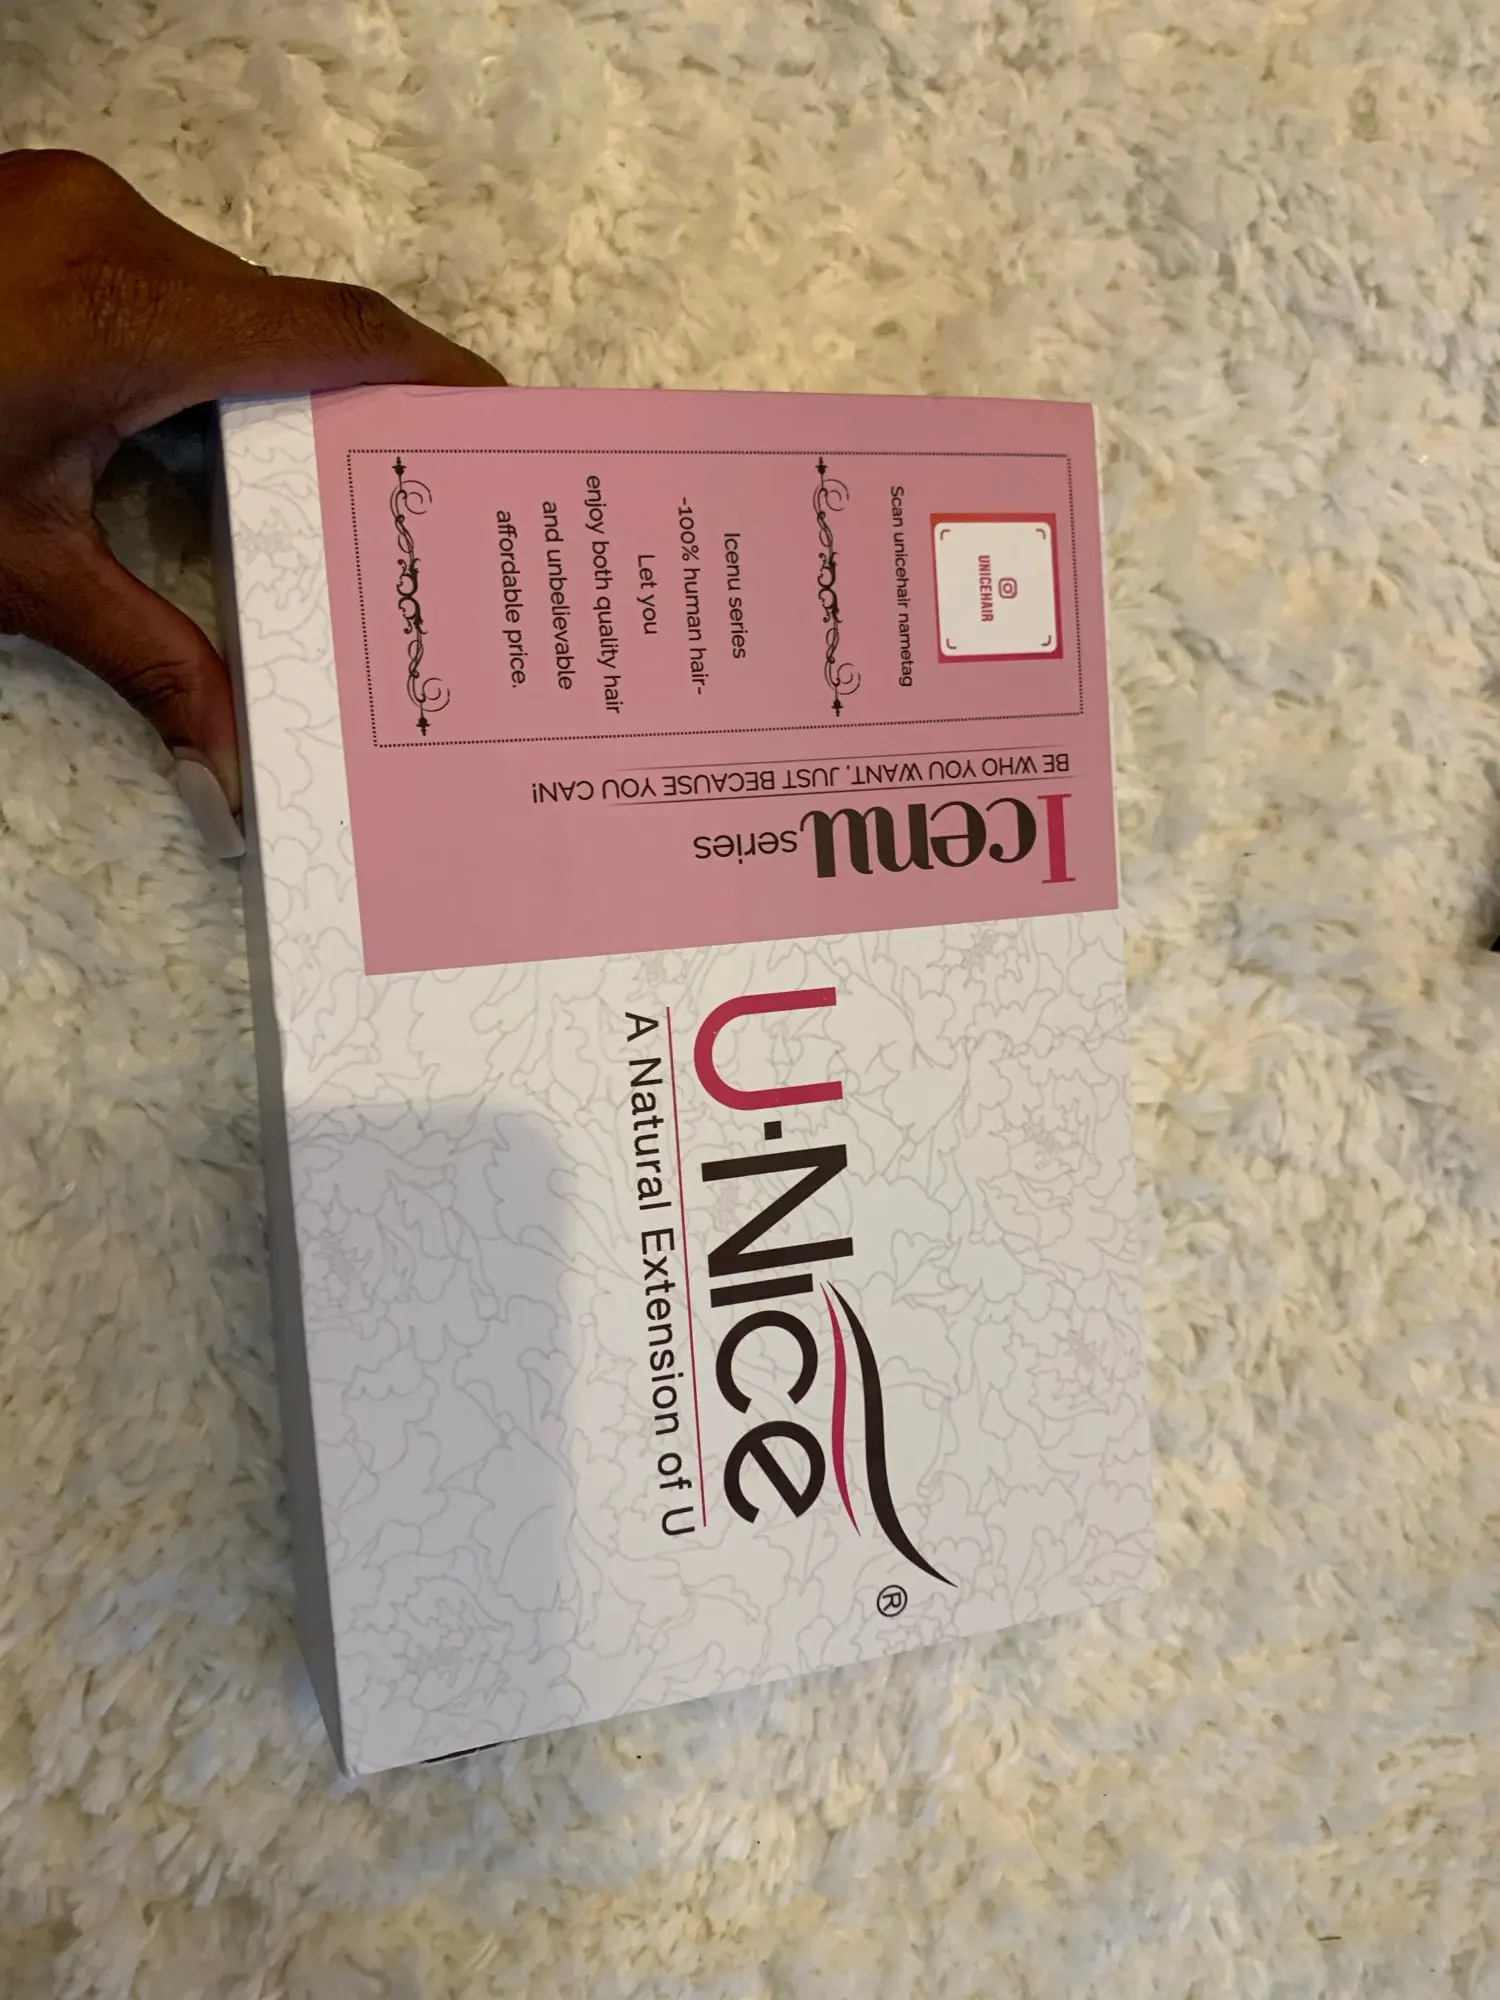 UNICEHAIR
Scan unicehair nametag
Icenu series
-100% human hair-
Let you
enjoy both quality hair
and unbelievable
affordable price.
BE WHO YOU WANT, JUST BECAUSE YOU CAN!
Icenu series
U·Nice®
A Natural Extension of U